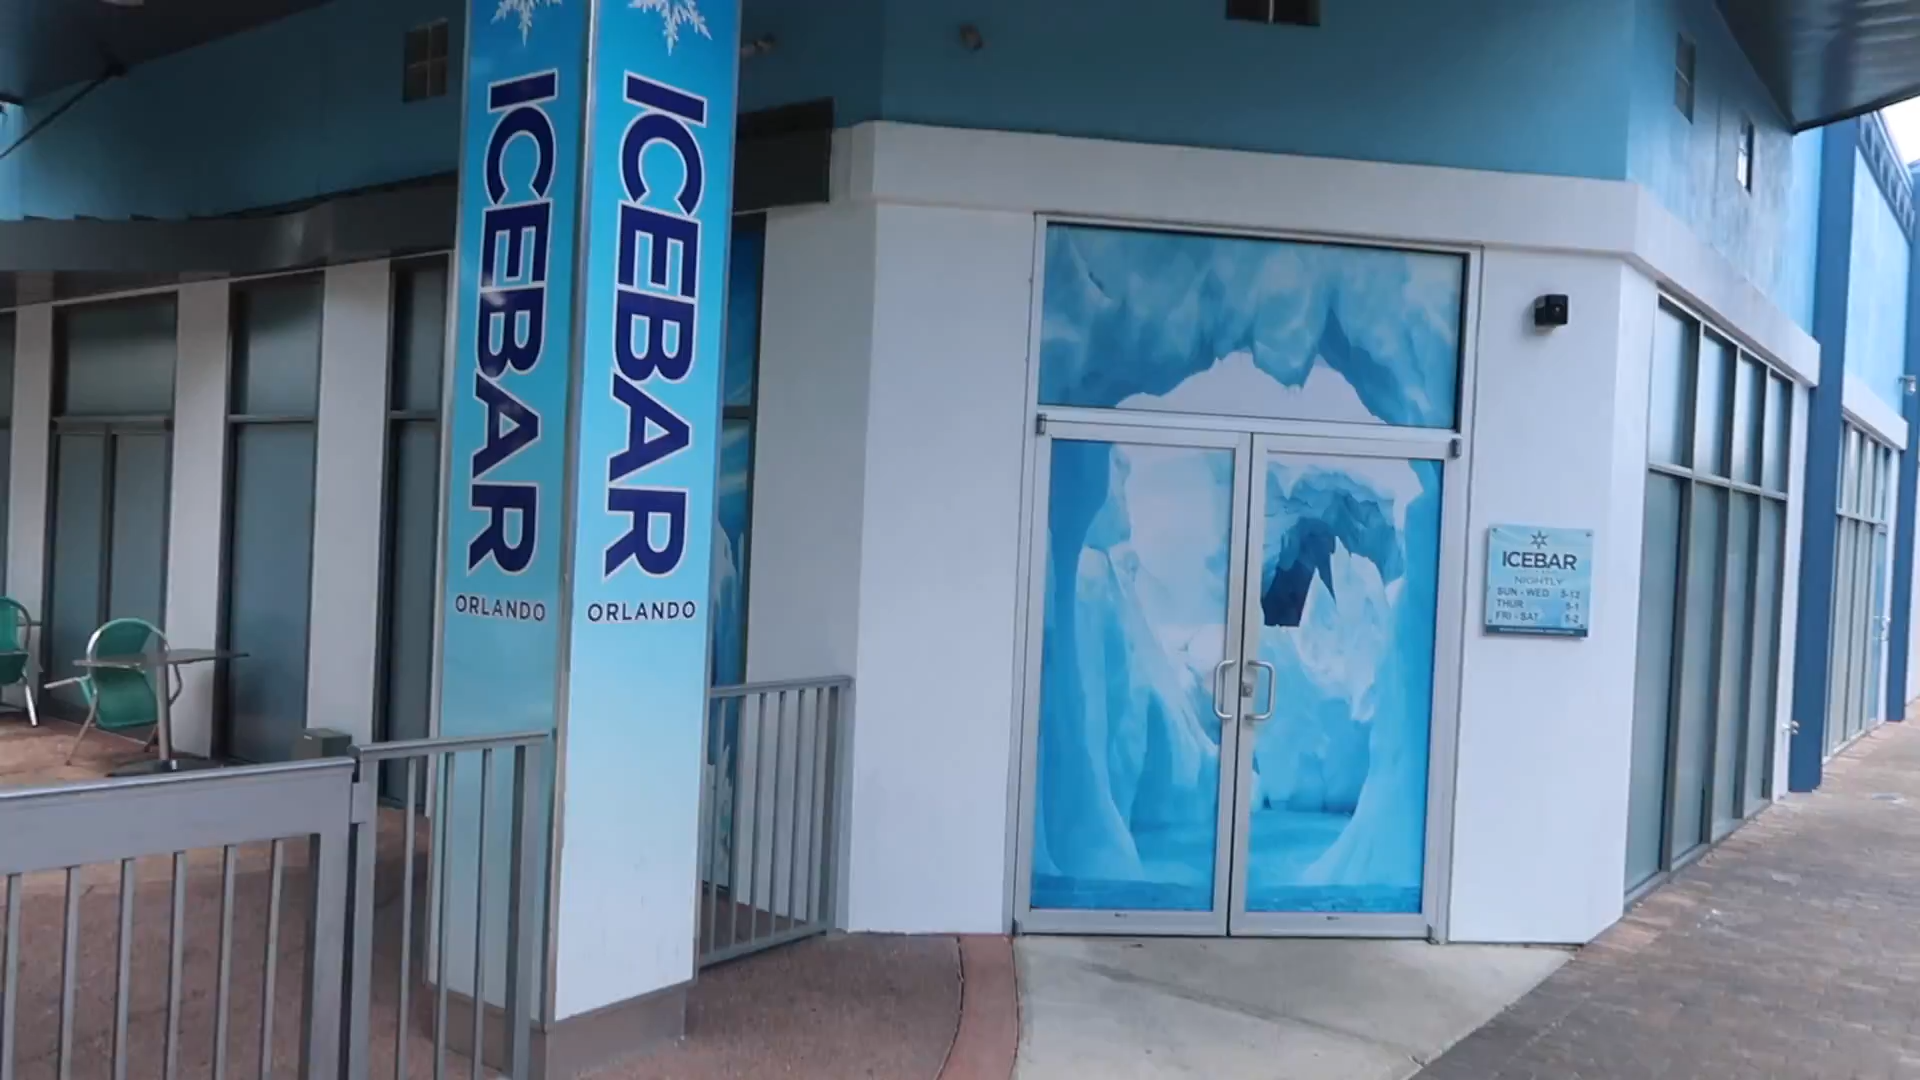 ICEBAR
ORLANDO
ICEBAR
ORLANDO
ICEBAR
NIGHTLY
SUN - WED 5-12
THUR 5-1
FRI - SAT 5-2